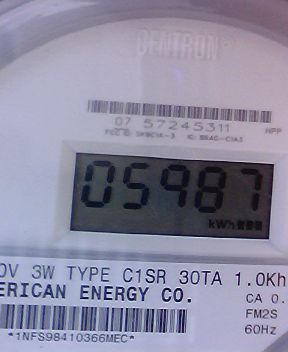 CENTRON®
07 57245311
HPP
05987
kWh
0V 3W TYPE C1SR 30TA 1.0Kh
ERICAN ENERGY CO.
CA 0.
FM2S
60Hz
*1NFS98410366MEC*